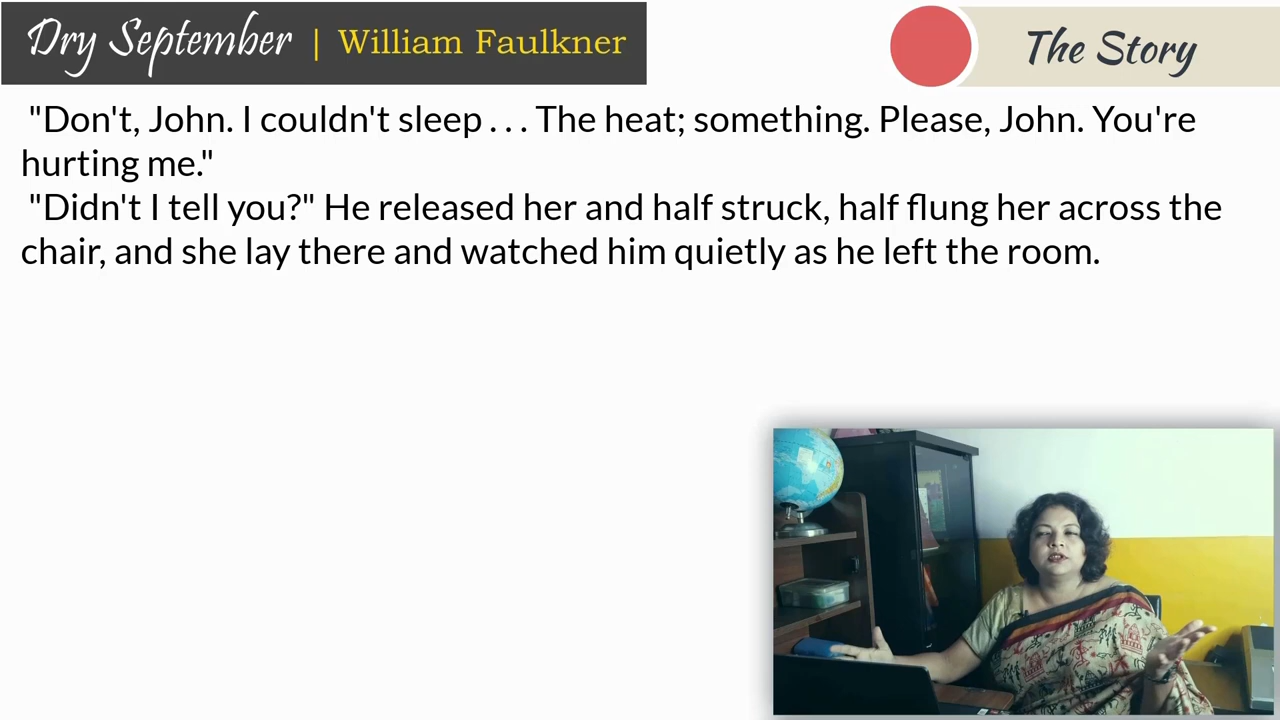 Dry September | William Faulkner
The Story
"Don't, John. I couldn't sleep . . . The heat; something. Please, John. You're
hurting me."
"Didn't I tell you?" He released her and half struck, half flung her across the
chair, and she lay there and watched him quietly as he left the room.